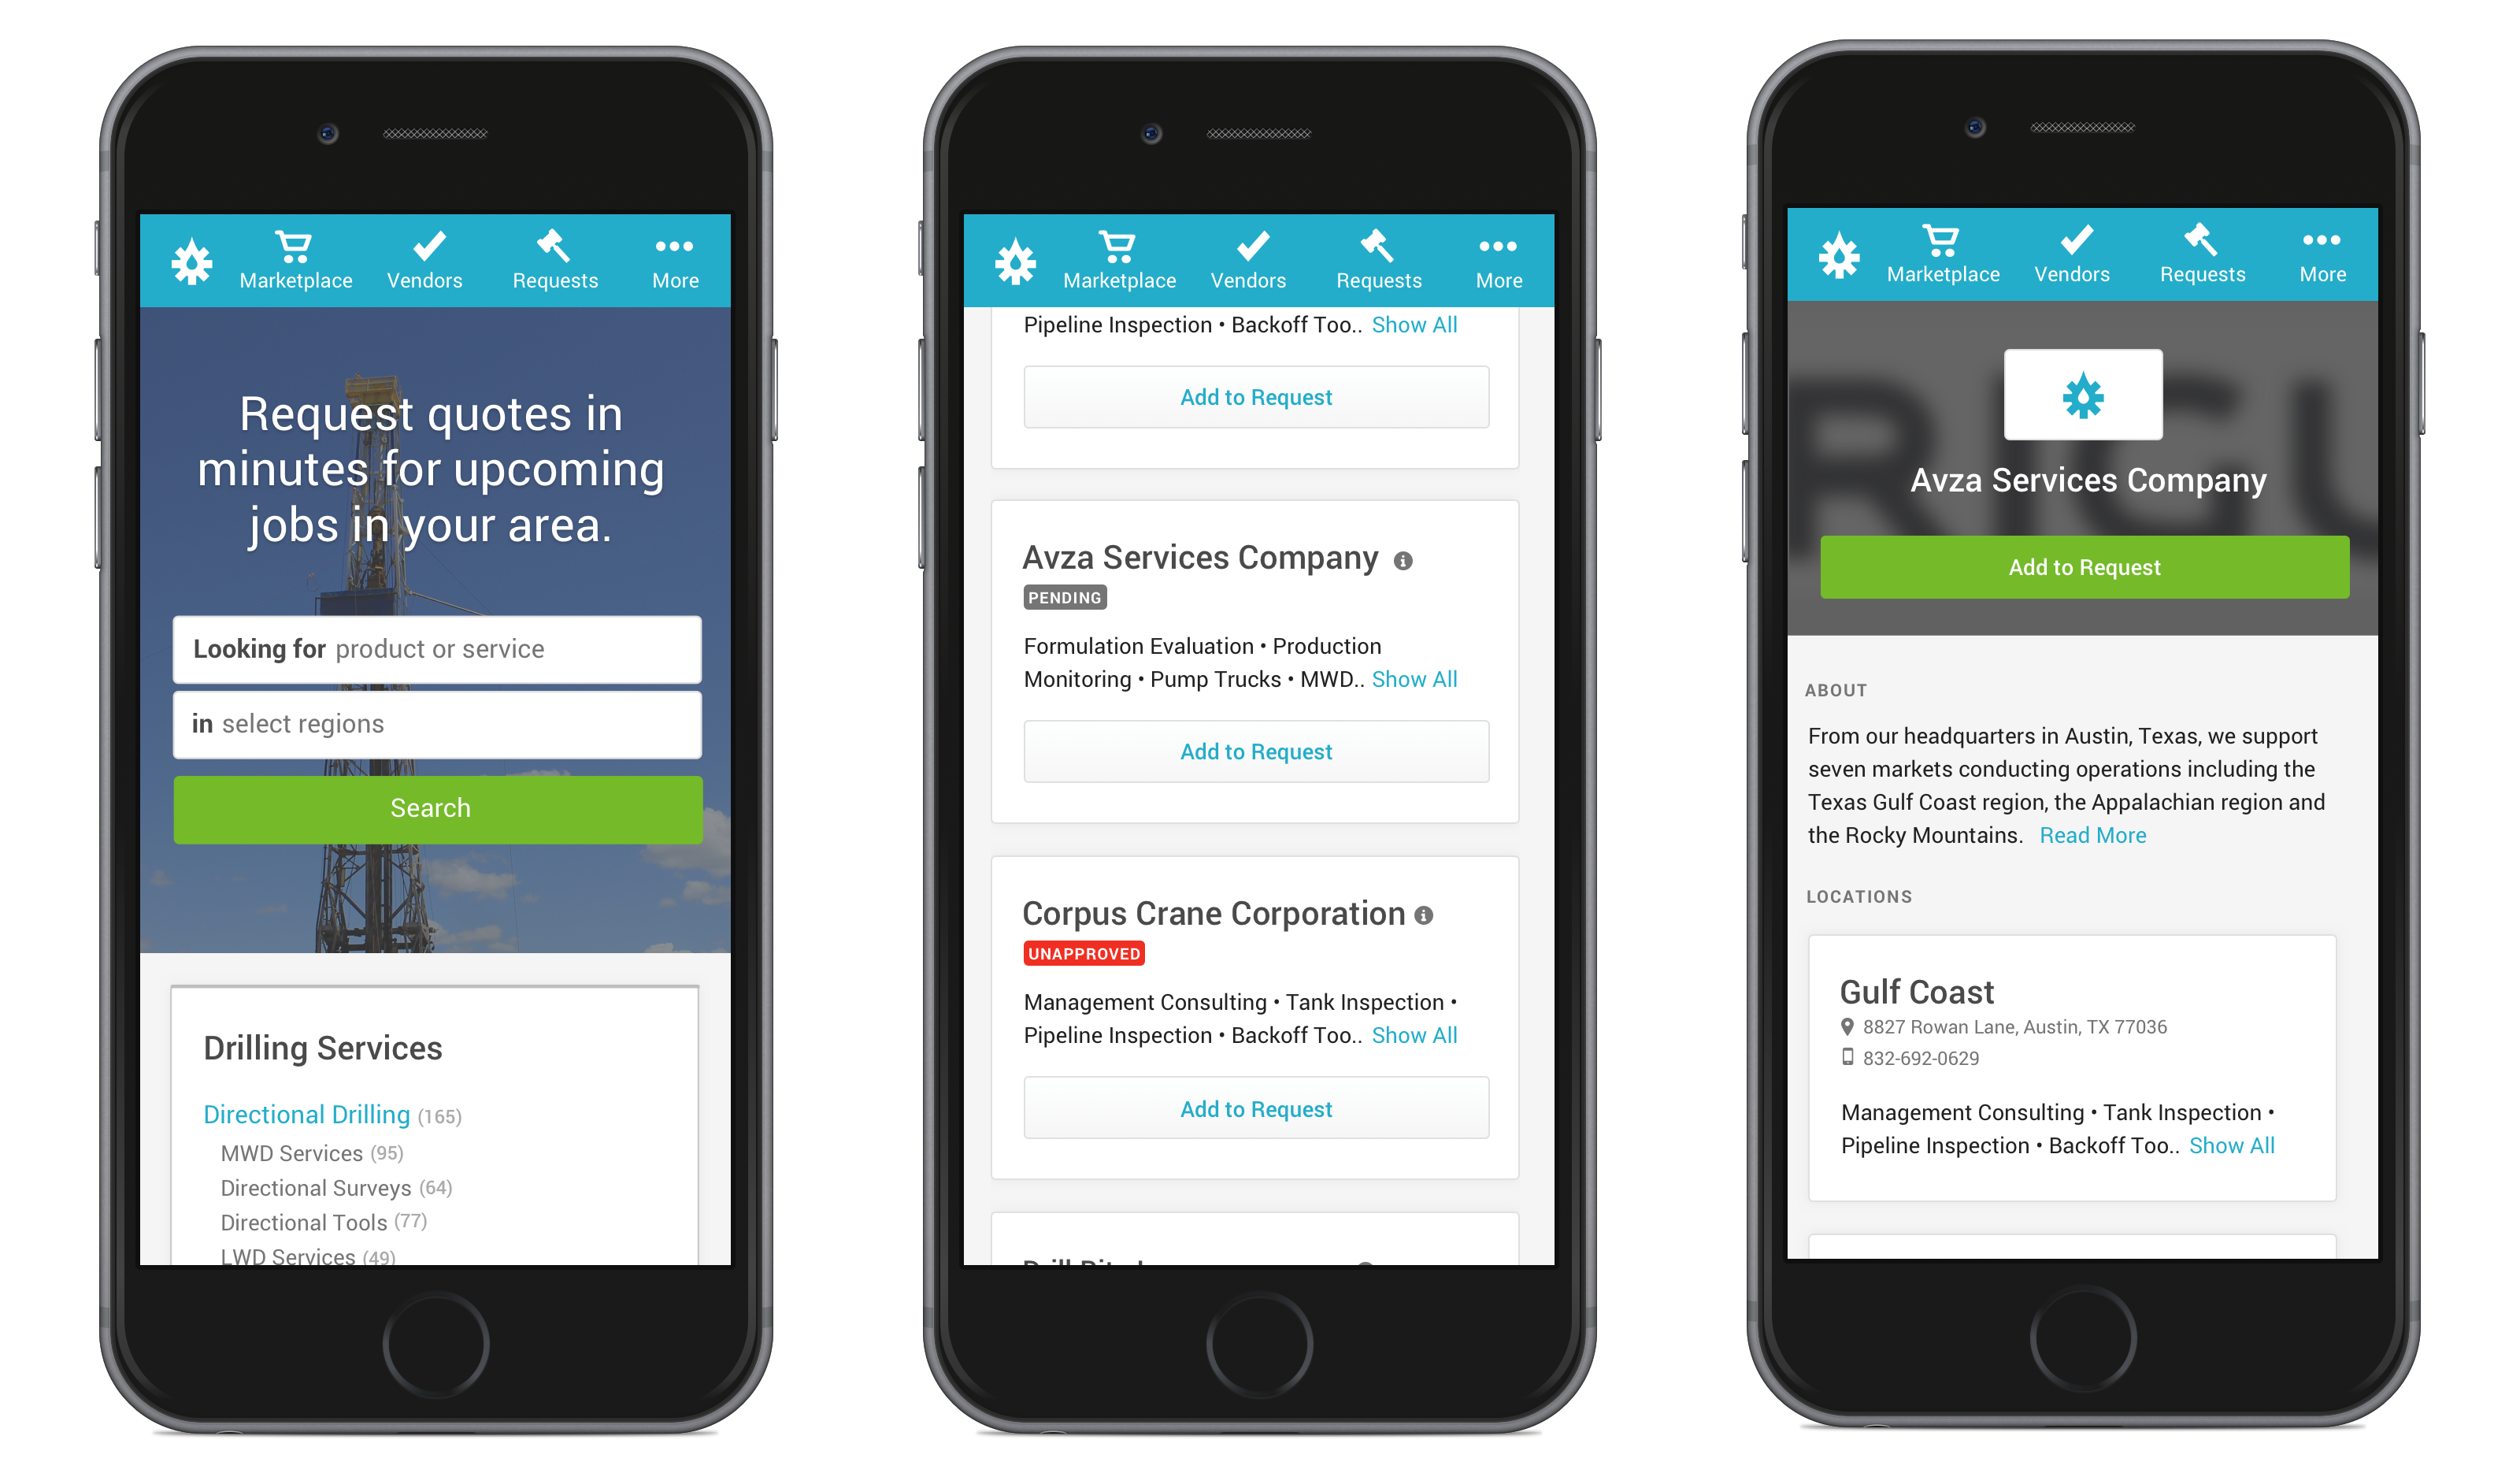 Marketplace
Vendors
Requests
More
Request quotes in
minutes for upcoming
jobs in your area.
Looking for product or service
in select regions
Search
Drilling Services
Directional Drilling (165)
MWD Services (95)
Directional Surveys (64)
Directional Tools (77)
LWD Services (49)
Marketplace
Vendors
Requests
More
Pipeline Inspection • Backoff Too.. Show All
Add to Request
Avza Services Company
PENDING
Formulation Evaluation • Production
Monitoring • Pump Trucks • MWD.. Show All
Add to Request
Corpus Crane Corporation
UNAPPROVED
Management Consulting • Tank Inspection •
Pipeline Inspection • Backoff Too.. Show All
Add to Request
Marketplace
Vendors
Requests
More
RIGU
Avza Services Company
Add to Request
ABOUT
From our headquarters in Austin, Texas, we support
seven markets conducting operations including the
Texas Gulf Coast region, the Appalachian region and
the Rocky Mountains. Read More
LOCATIONS
Gulf Coast
8827 Rowan Lane, Austin, TX 77036
832-692-0629
Management Consulting • Tank Inspection •
Pipeline Inspection • Backoff Too.. Show All